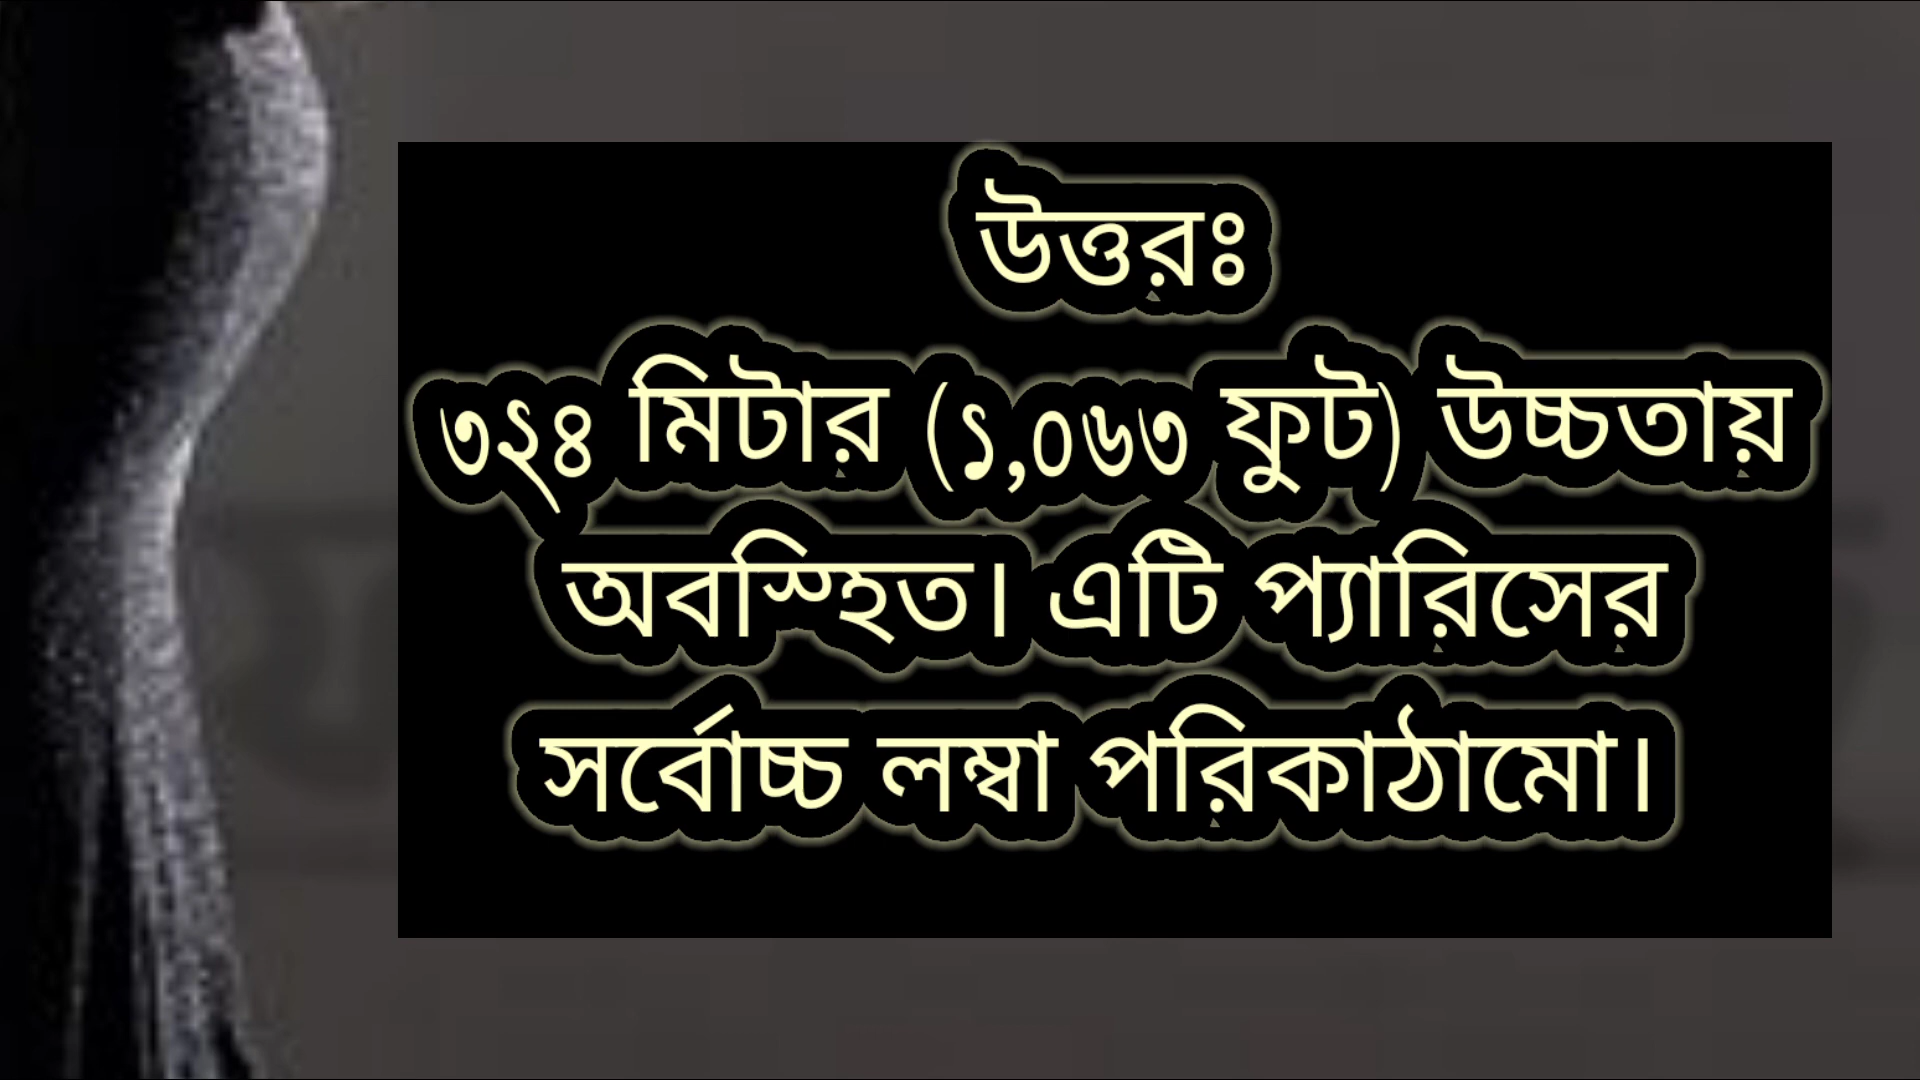 উত্তরঃ
৩২৪ মিটার (১,০৬৩ ফুট) উচ্চতায়
অবস্হিত। এটি প্যারিসের
সর্বোচ্চ লম্বা পরিকাঠামো।